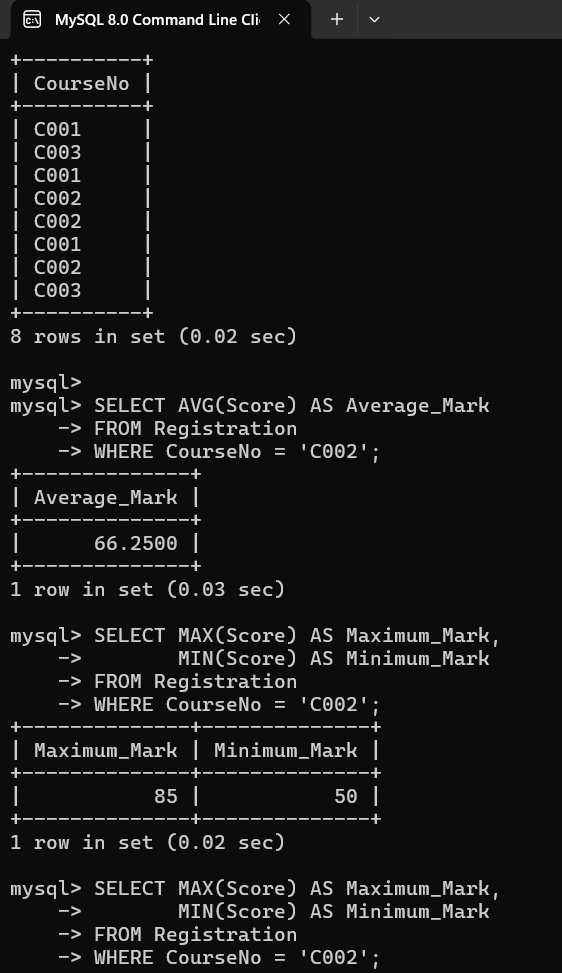 MySQL 8.0 Command Line Cli
+----------+
| CourseNo |
+----------+
| C001     |
| C003     |
| C001     |
| C002     |
| C002     |
| C001     |
| C002     |
| C003     |
+----------+
8 rows in set (0.02 sec)
mysql>
mysql> SELECT AVG(Score) AS Average_Mark
    -> FROM Registration
    -> WHERE CourseNo = 'C002';
+--------------+
| Average_Mark |
+--------------+
|      66.2500 |
+--------------+
1 row in set (0.03 sec)
mysql> SELECT MAX(Score) AS Maximum_Mark,
    ->        MIN(Score) AS Minimum_Mark
    -> FROM Registration
    -> WHERE CourseNo = 'C002';
+--------------+--------------+
| Maximum_Mark | Minimum_Mark |
+--------------+--------------+
|           85 |           50 |
+--------------+--------------+
1 row in set (0.02 sec)
mysql> SELECT MAX(Score) AS Maximum_Mark,
    ->        MIN(Score) AS Minimum_Mark
    -> FROM Registration
    -> WHERE CourseNo = 'C002';